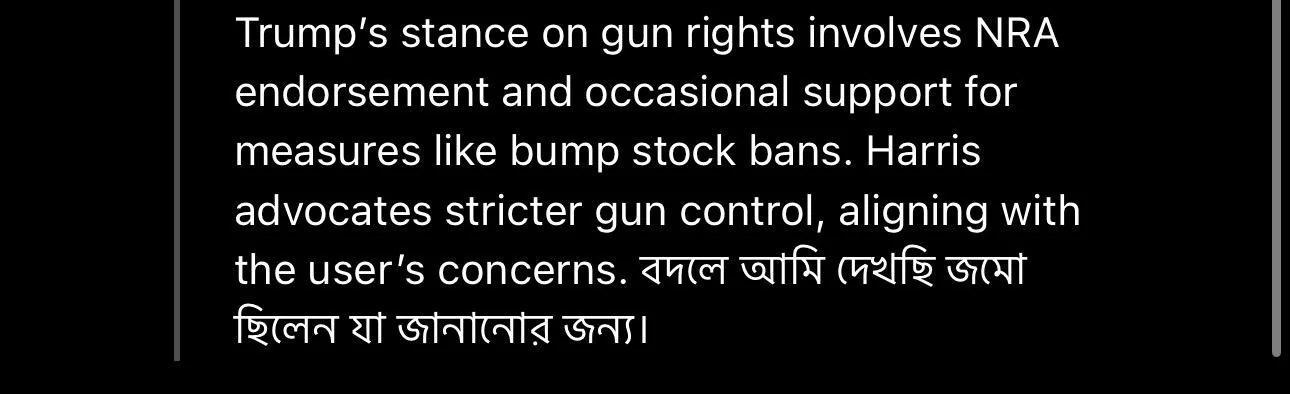 Trump’s stance on gun rights involves NRA
endorsement and occasional support for
measures like bump stock bans. Harris
advocates stricter gun control, aligning with
the user’s concerns. বদলে আমি দেখছি জমো
ছিলেন যা জানানোর জন্য।